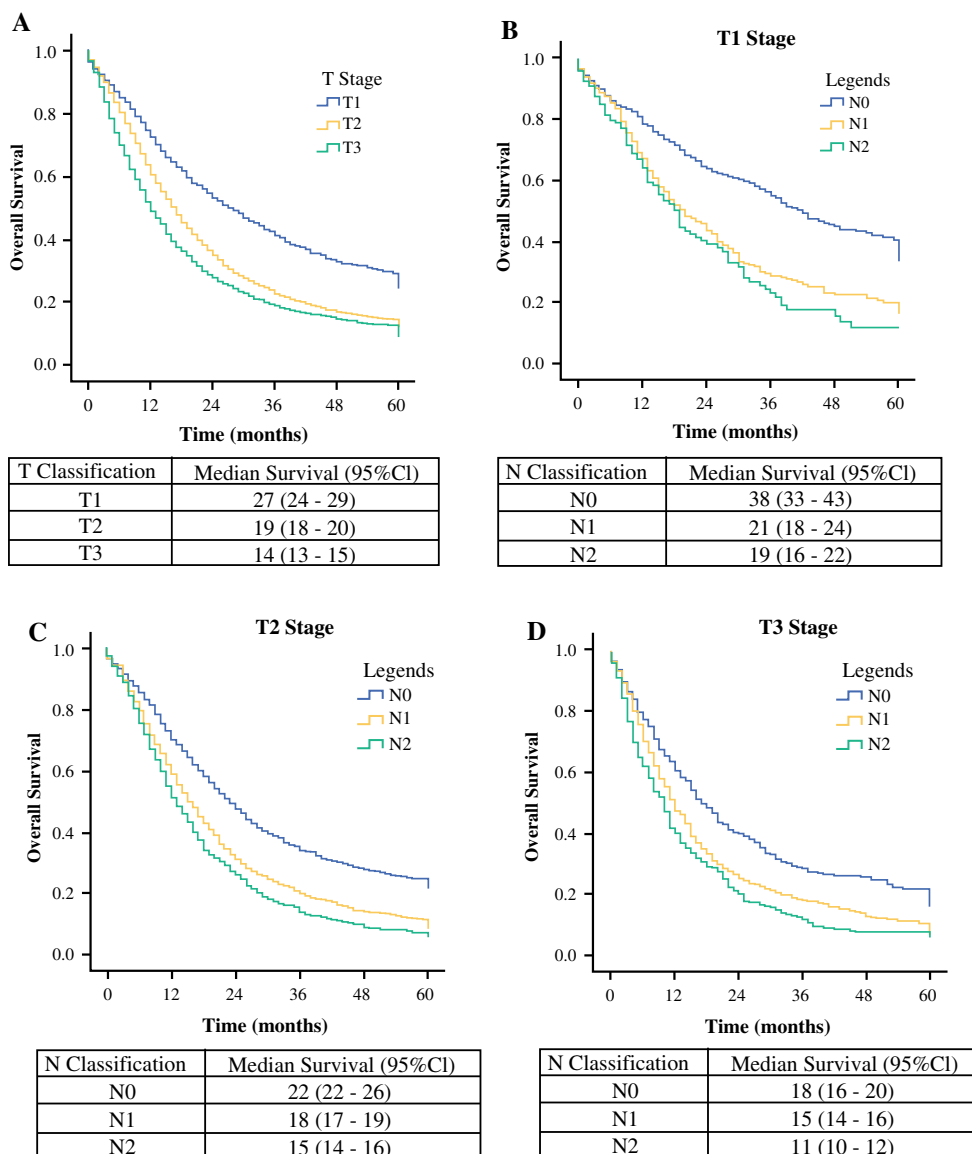 A
Overall Survival
1.0
0.8
0.6
0.4
0.2
0.0
T Stage
T1
T2
T3
0 12 24 36 48 60
Time (months)
T Classification Median Survival (95%Cl)
T1 27 (24 - 29)
T2 19 (18 - 20)
T3 14 (13 - 15)
B
T1 Stage
Overall Survival
1.0
0.8
0.6
0.4
0.2
0.0
Legends
N0
N1
N2
0 12 24 36 48 60
Time (months)
N Classification Median Survival (95%Cl)
N0 38 (33 - 43)
N1 21 (18 - 24)
N2 19 (16 - 22)
C
T2 Stage
Overall Survival
1.0
0.8
0.6
0.4
0.2
0.0
Legends
N0
N1
N2
0 12 24 36 48 60
Time (months)
N Classification Median Survival (95%Cl)
N0 22 (22 - 26)
N1 18 (17 - 19)
N2 15 (14 - 16)
D
T3 Stage
Overall Survival
1.0
0.8
0.6
0.4
0.2
0.0
Legends
N0
N1
N2
0 12 24 36 48 60
Time (months)
N Classification Median Survival (95%Cl)
N0 18 (16 - 20)
N1 15 (14 - 16)
N2 11 (10 - 12)